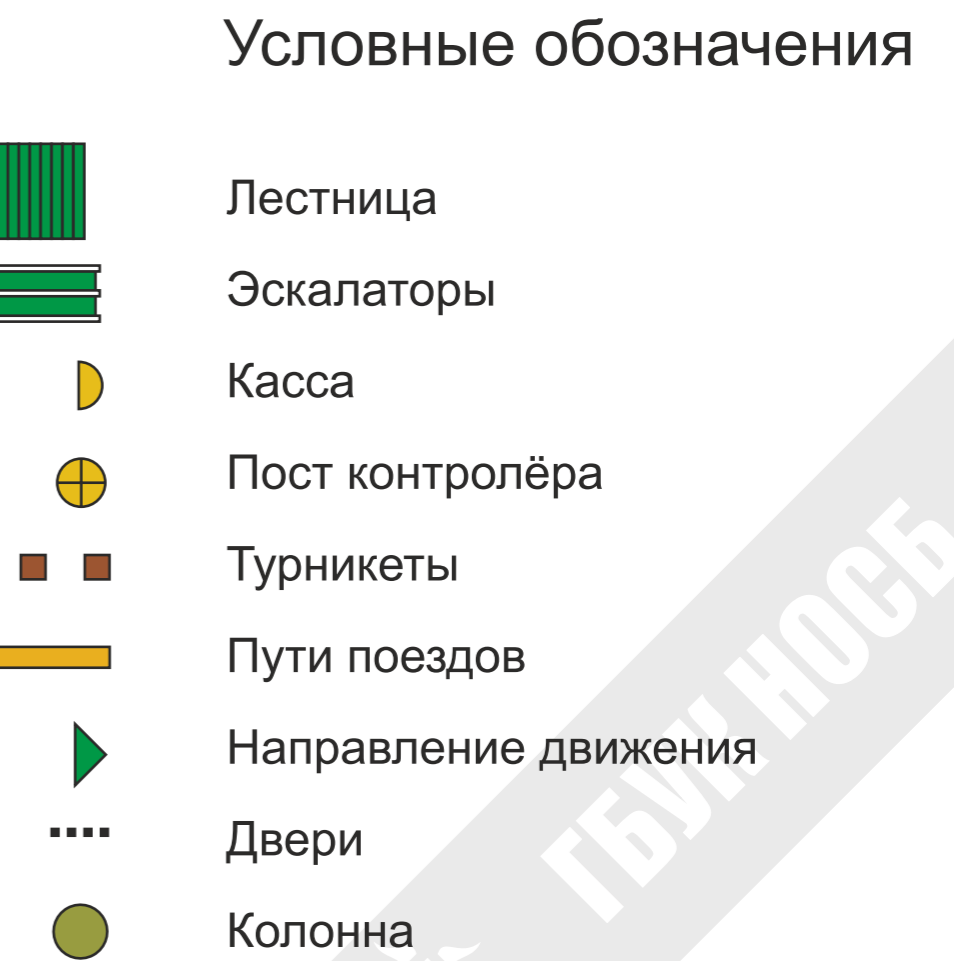 Условные обозначения
Лестница
Эскалаторы
Касса
Пост контролёра
Турникеты
Пути поездов
Направление движения
Двери
Колонна
ГБУК НОСБ